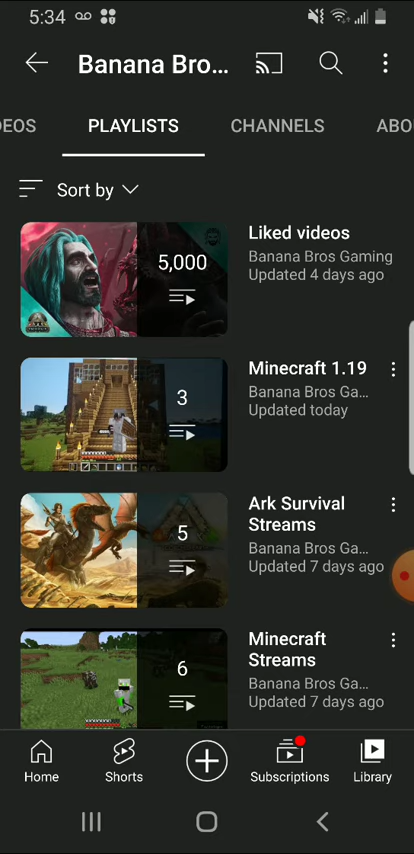 5:34
Banana Bro...
EOS PLAYLISTS CHANNELS ABO
Sort by
5,000
Liked videos
Banana Bros Gaming
Updated 4 days ago
3
Minecraft 1.19
Banana Bros Ga...
Updated today
5
Ark Survival
Streams
Banana Bros Ga...
Updated 7 days ago
6
Minecraft
Streams
Banana Bros Ga...
Updated 7 days ago
Home Shorts Subscriptions Library